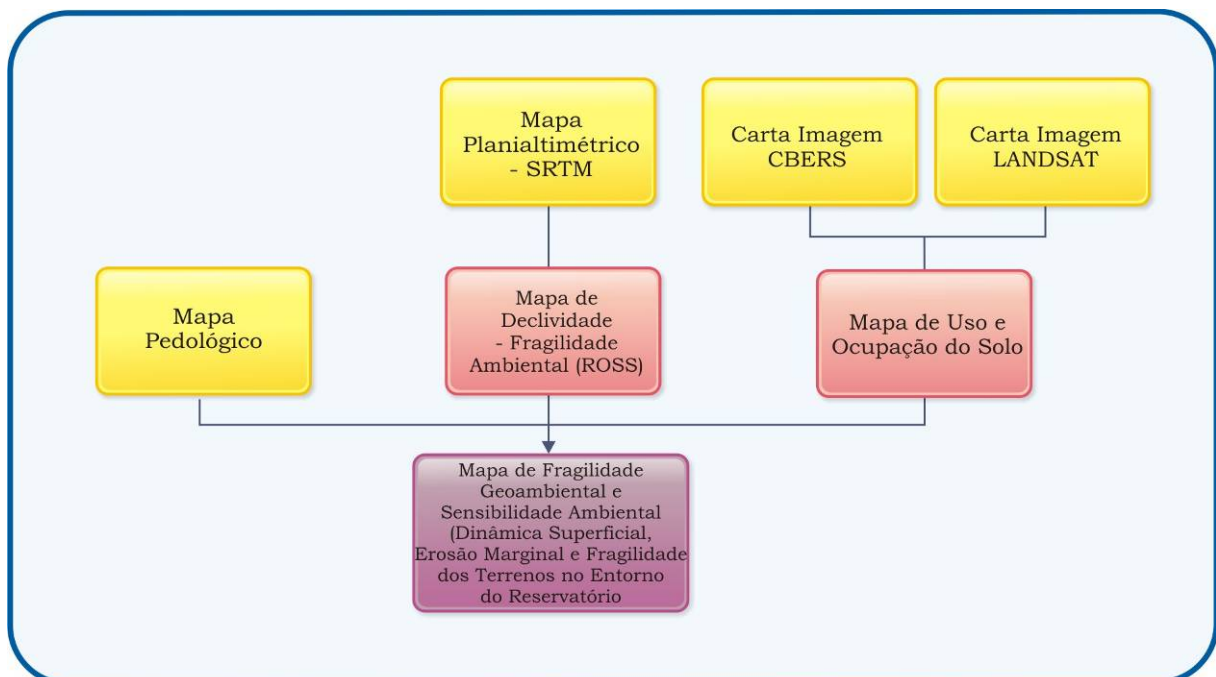 Mapa
Planialtimétrico
- SRTM
Carta Imagem
CBERS
Carta Imagem
LANDSAT
Mapa
Pedológico
Mapa de
Declividade
- Fragilidade
Ambiental (ROSS)
Mapa de Uso e
Ocupação do Solo
Mapa de Fragilidade
Geoambiental e
Sensibilidade Ambiental
(Dinâmica Superficial,
Erosão Marginal e Fragilidade
dos Terrenos no Entorno
do Reservatório